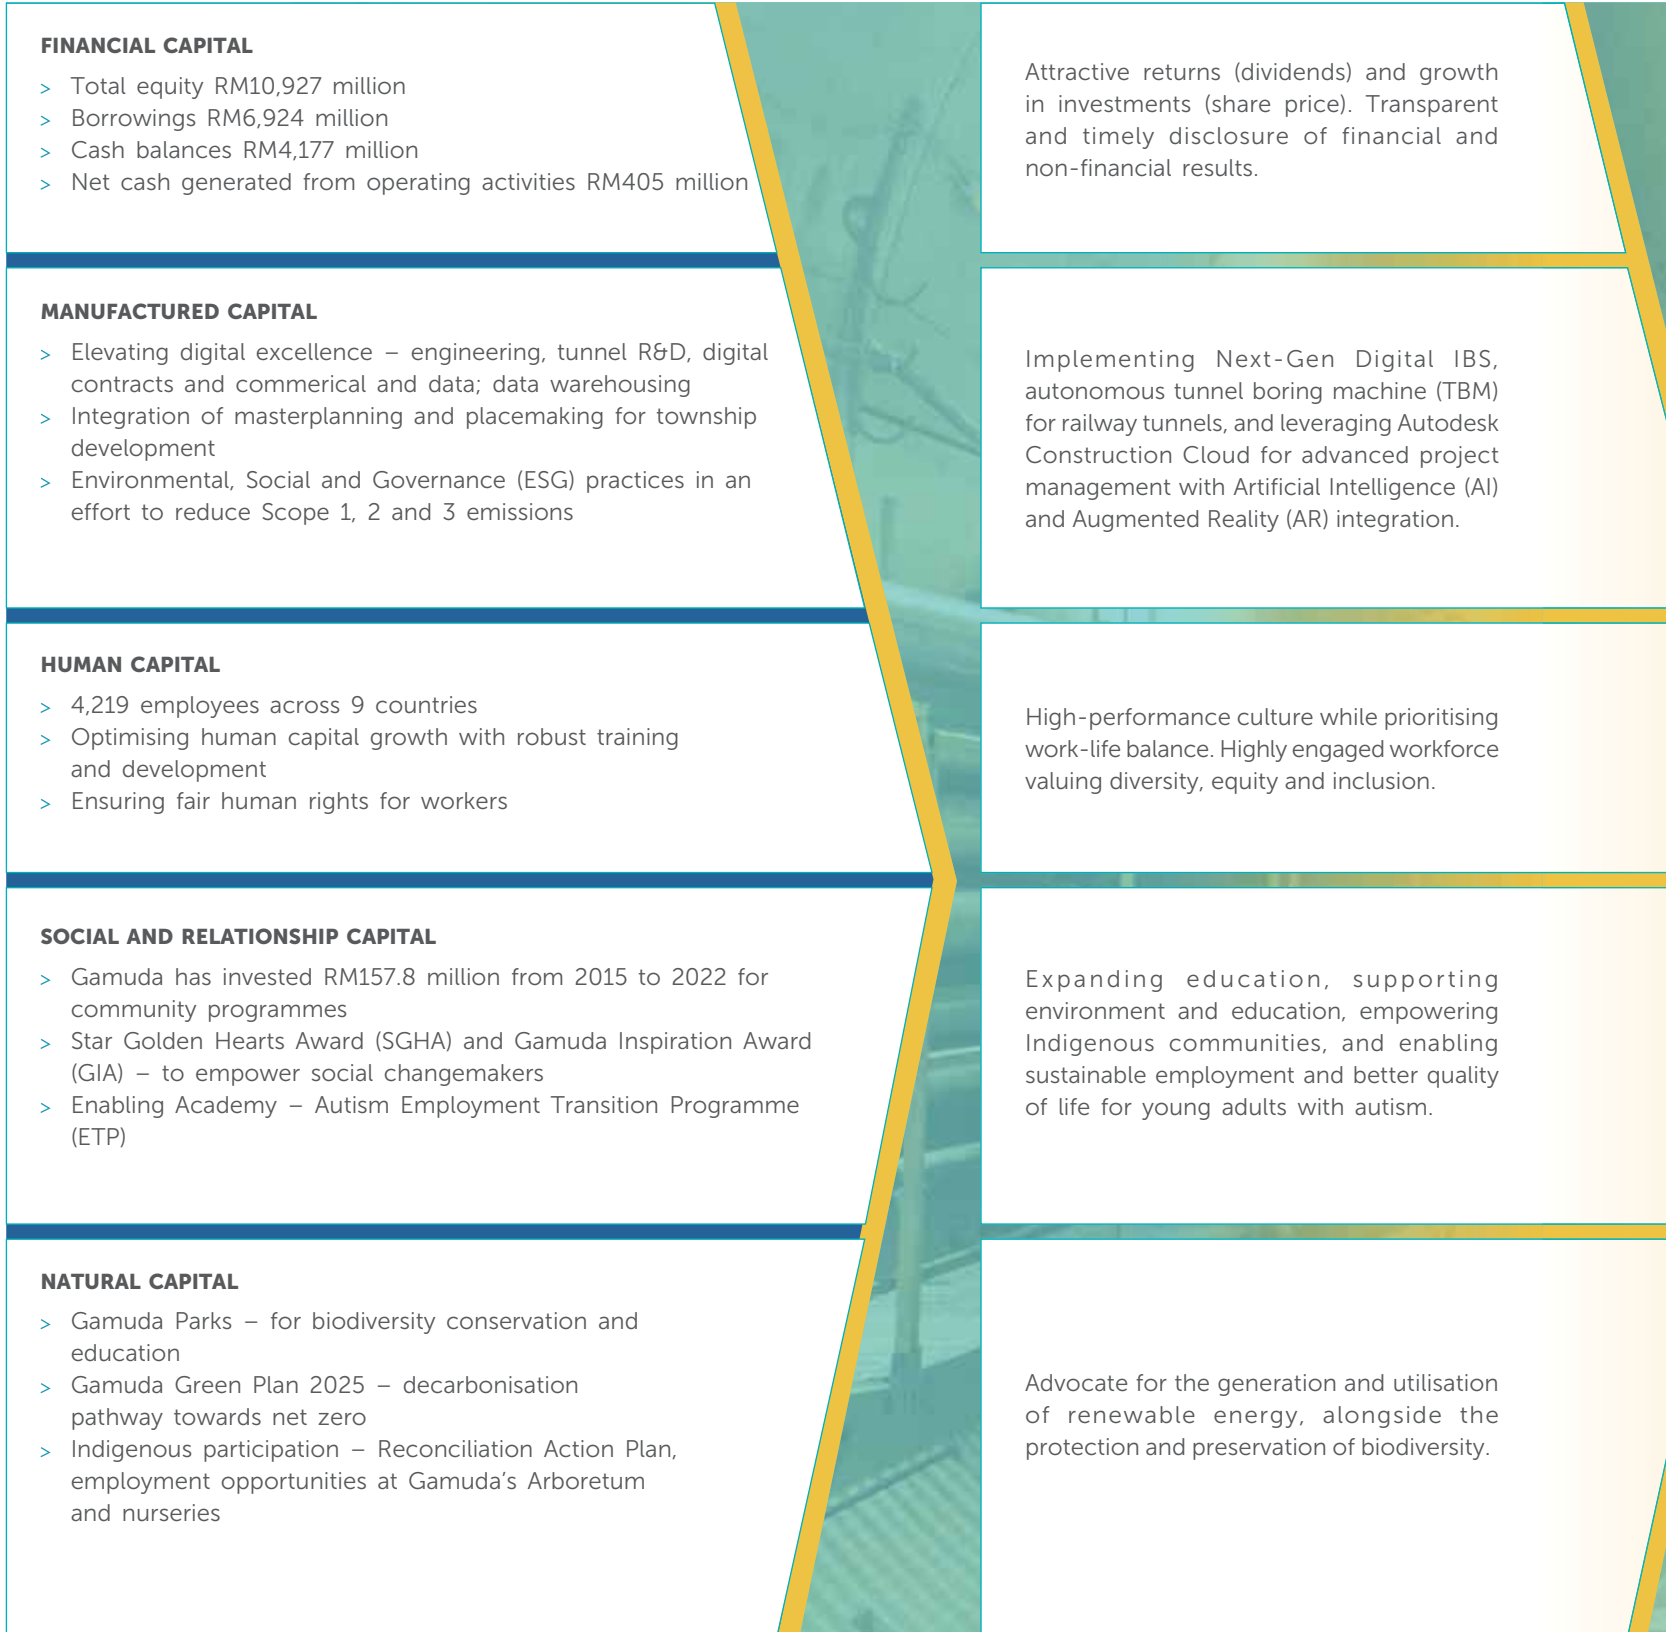 FINANCIAL CAPITAL
> Total equity RM10,927 million
> Borrowings RM6,924 million
> Cash balances RM4,177 million
> Net cash generated from operating activities RM405 million
Attractive returns (dividends) and growth
in investments (share price). Transparent
and timely disclosure of financial and
non-financial results.
MANUFACTURED CAPITAL
> Elevating digital excellence – engineering, tunnel R&D, digital
contracts and commerical and data; data warehousing
> Integration of masterplanning and placemaking for township
development
> Environmental, Social and Governance (ESG) practices in an
effort to reduce Scope 1, 2 and 3 emissions
Implementing Next-Gen Digital IBS,
autonomous tunnel boring machine (TBM)
for railway tunnels, and leveraging Autodesk
Construction Cloud for advanced project
management with Artificial Intelligence (AI)
and Augmented Reality (AR) integration.
HUMAN CAPITAL
> 4,219 employees across 9 countries
> Optimising human capital growth with robust training
and development
> Ensuring fair human rights for workers
High-performance culture while prioritising
work-life balance. Highly engaged workforce
valuing diversity, equity and inclusion.
SOCIAL AND RELATIONSHIP CAPITAL
> Gamuda has invested RM157.8 million from 2015 to 2022 for
community programmes
> Star Golden Hearts Award (SGHA) and Gamuda Inspiration Award
(GIA) – to empower social changemakers
> Enabling Academy – Autism Employment Transition Programme
(ETP)
Expanding education, supporting
environment and education, empowering
Indigenous communities, and enabling
sustainable employment and better quality
of life for young adults with autism.
NATURAL CAPITAL
> Gamuda Parks – for biodiversity conservation and
education
> Gamuda Green Plan 2025 – decarbonisation
pathway towards net zero
> Indigenous participation – Reconciliation Action Plan,
employment opportunities at Gamuda’s Arboretum
and nurseries
Advocate for the generation and utilisation
of renewable energy, alongside the
protection and preservation of biodiversity.